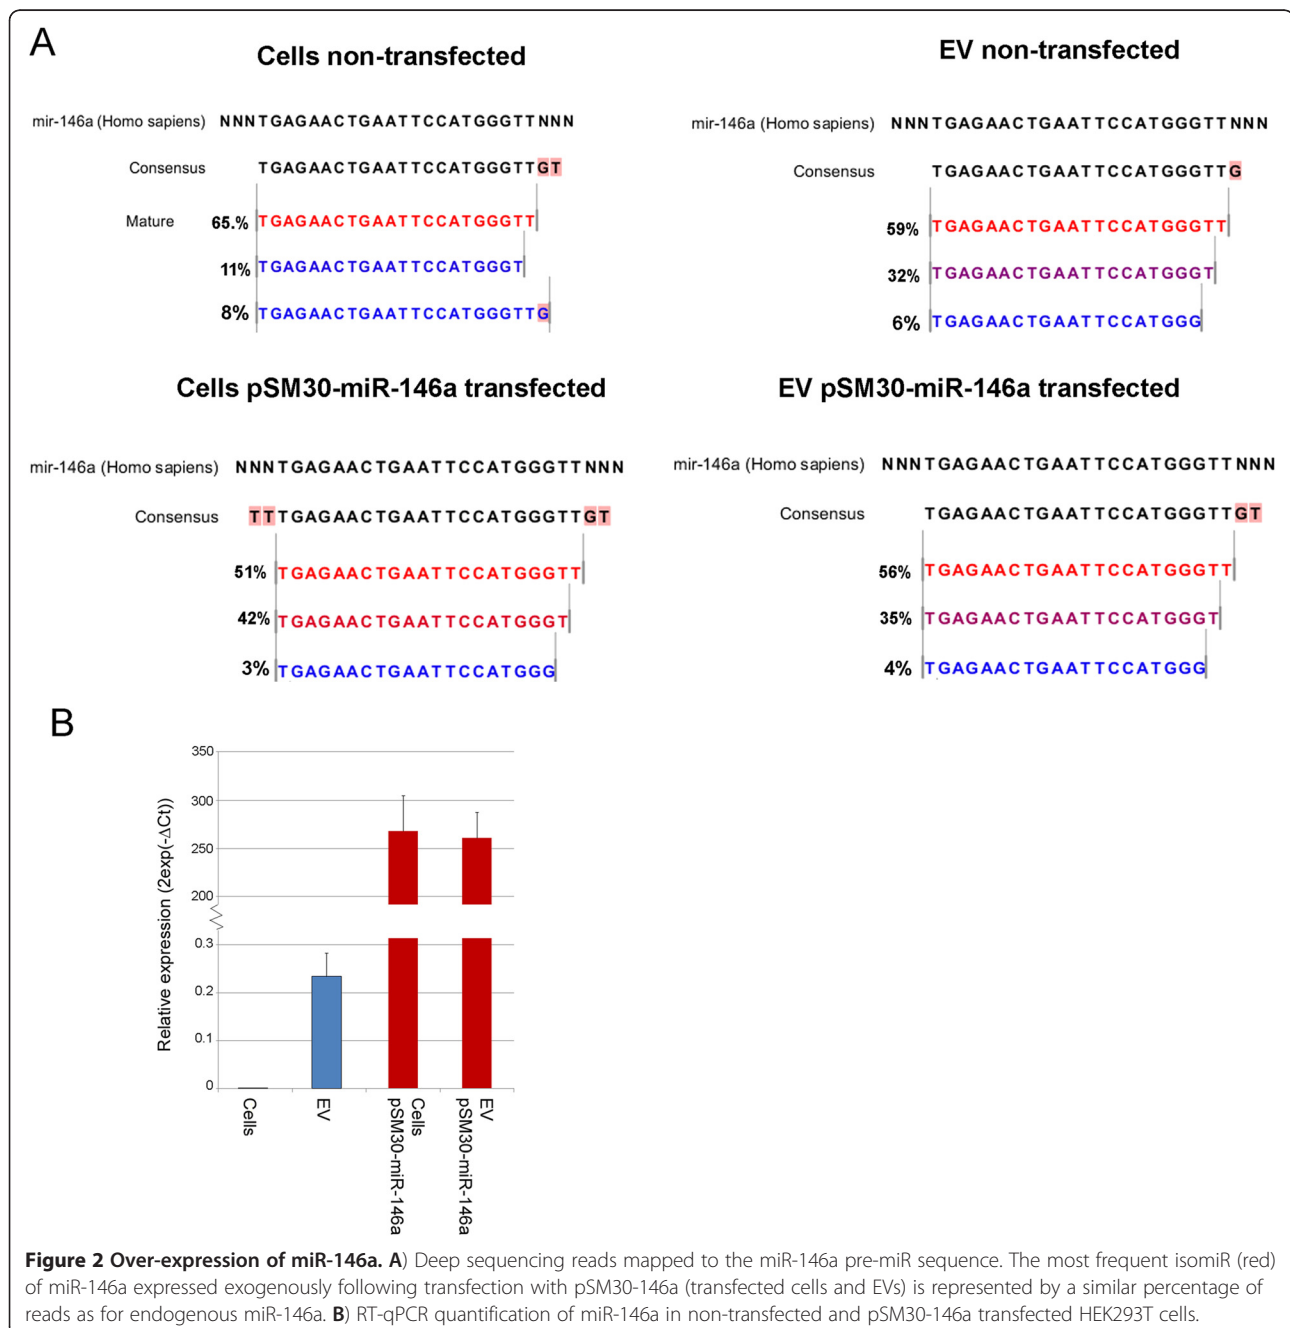 A
Cells non-transfected
mir-146a (Homo sapiens) NNNTGAGAACTGAATTCCATGGGTTNNN
Consensus TGAGAACTGAATTCCATGGGTTGT
Mature 65.% TGAGAACTGAATTCCATGGGTT
11% TGAGAACTGAATTCCATGGGT
8% TGAGAACTGAATTCCATGGGTTG
EV non-transfected
mir-146a (Homo sapiens) NNNTGAGAACTGAATTCCATGGGTTNNN
Consensus TGAGAACTGAATTCCATGGGTTG
59% TGAGAACTGAATTCCATGGGTT
32% TGAGAACTGAATTCCATGGGT
6% TGAGAACTGAATTCCATGGG
Cells pSM30-miR-146a transfected
mir-146a (Homo sapiens) NNNTGAGAACTGAATTCCATGGGTTNNN
Consensus TTTGAGAACTGAATTCCATGGGTTGT
51% TGAGAACTGAATTCCATGGGTT
42% TGAGAACTGAATTCCATGGGT
3% TGAGAACTGAATTCCATGGG
EV pSM30-miR-146a transfected
mir-146a (Homo sapiens) NNNTGAGAACTGAATTCCATGGGTTNNN
Consensus TGAGAACTGAATTCCATGGGTTGT
56% TGAGAACTGAATTCCATGGGTT
35% TGAGAACTGAATTCCATGGGT
4% TGAGAACTGAATTCCATGGG
B
Relative expression (2exp(-ΔCt))
350
300
250
200
0.3
0.2
0.1
0
Cells
EV
Cells
pSM30-miR-146a
EV
pSM30-miR-146a
Figure 2 Over-expression of miR-146a. A) Deep sequencing reads mapped to the miR-146a pre-miR sequence. The most frequent isomiR (red)
of miR-146a expressed exogenously following transfection with pSM30-146a (transfected cells and EVs) is represented by a similar percentage of
reads as for endogenous miR-146a. B) RT-qPCR quantification of miR-146a in non-transfected and pSM30-146a transfected HEK293T cells.